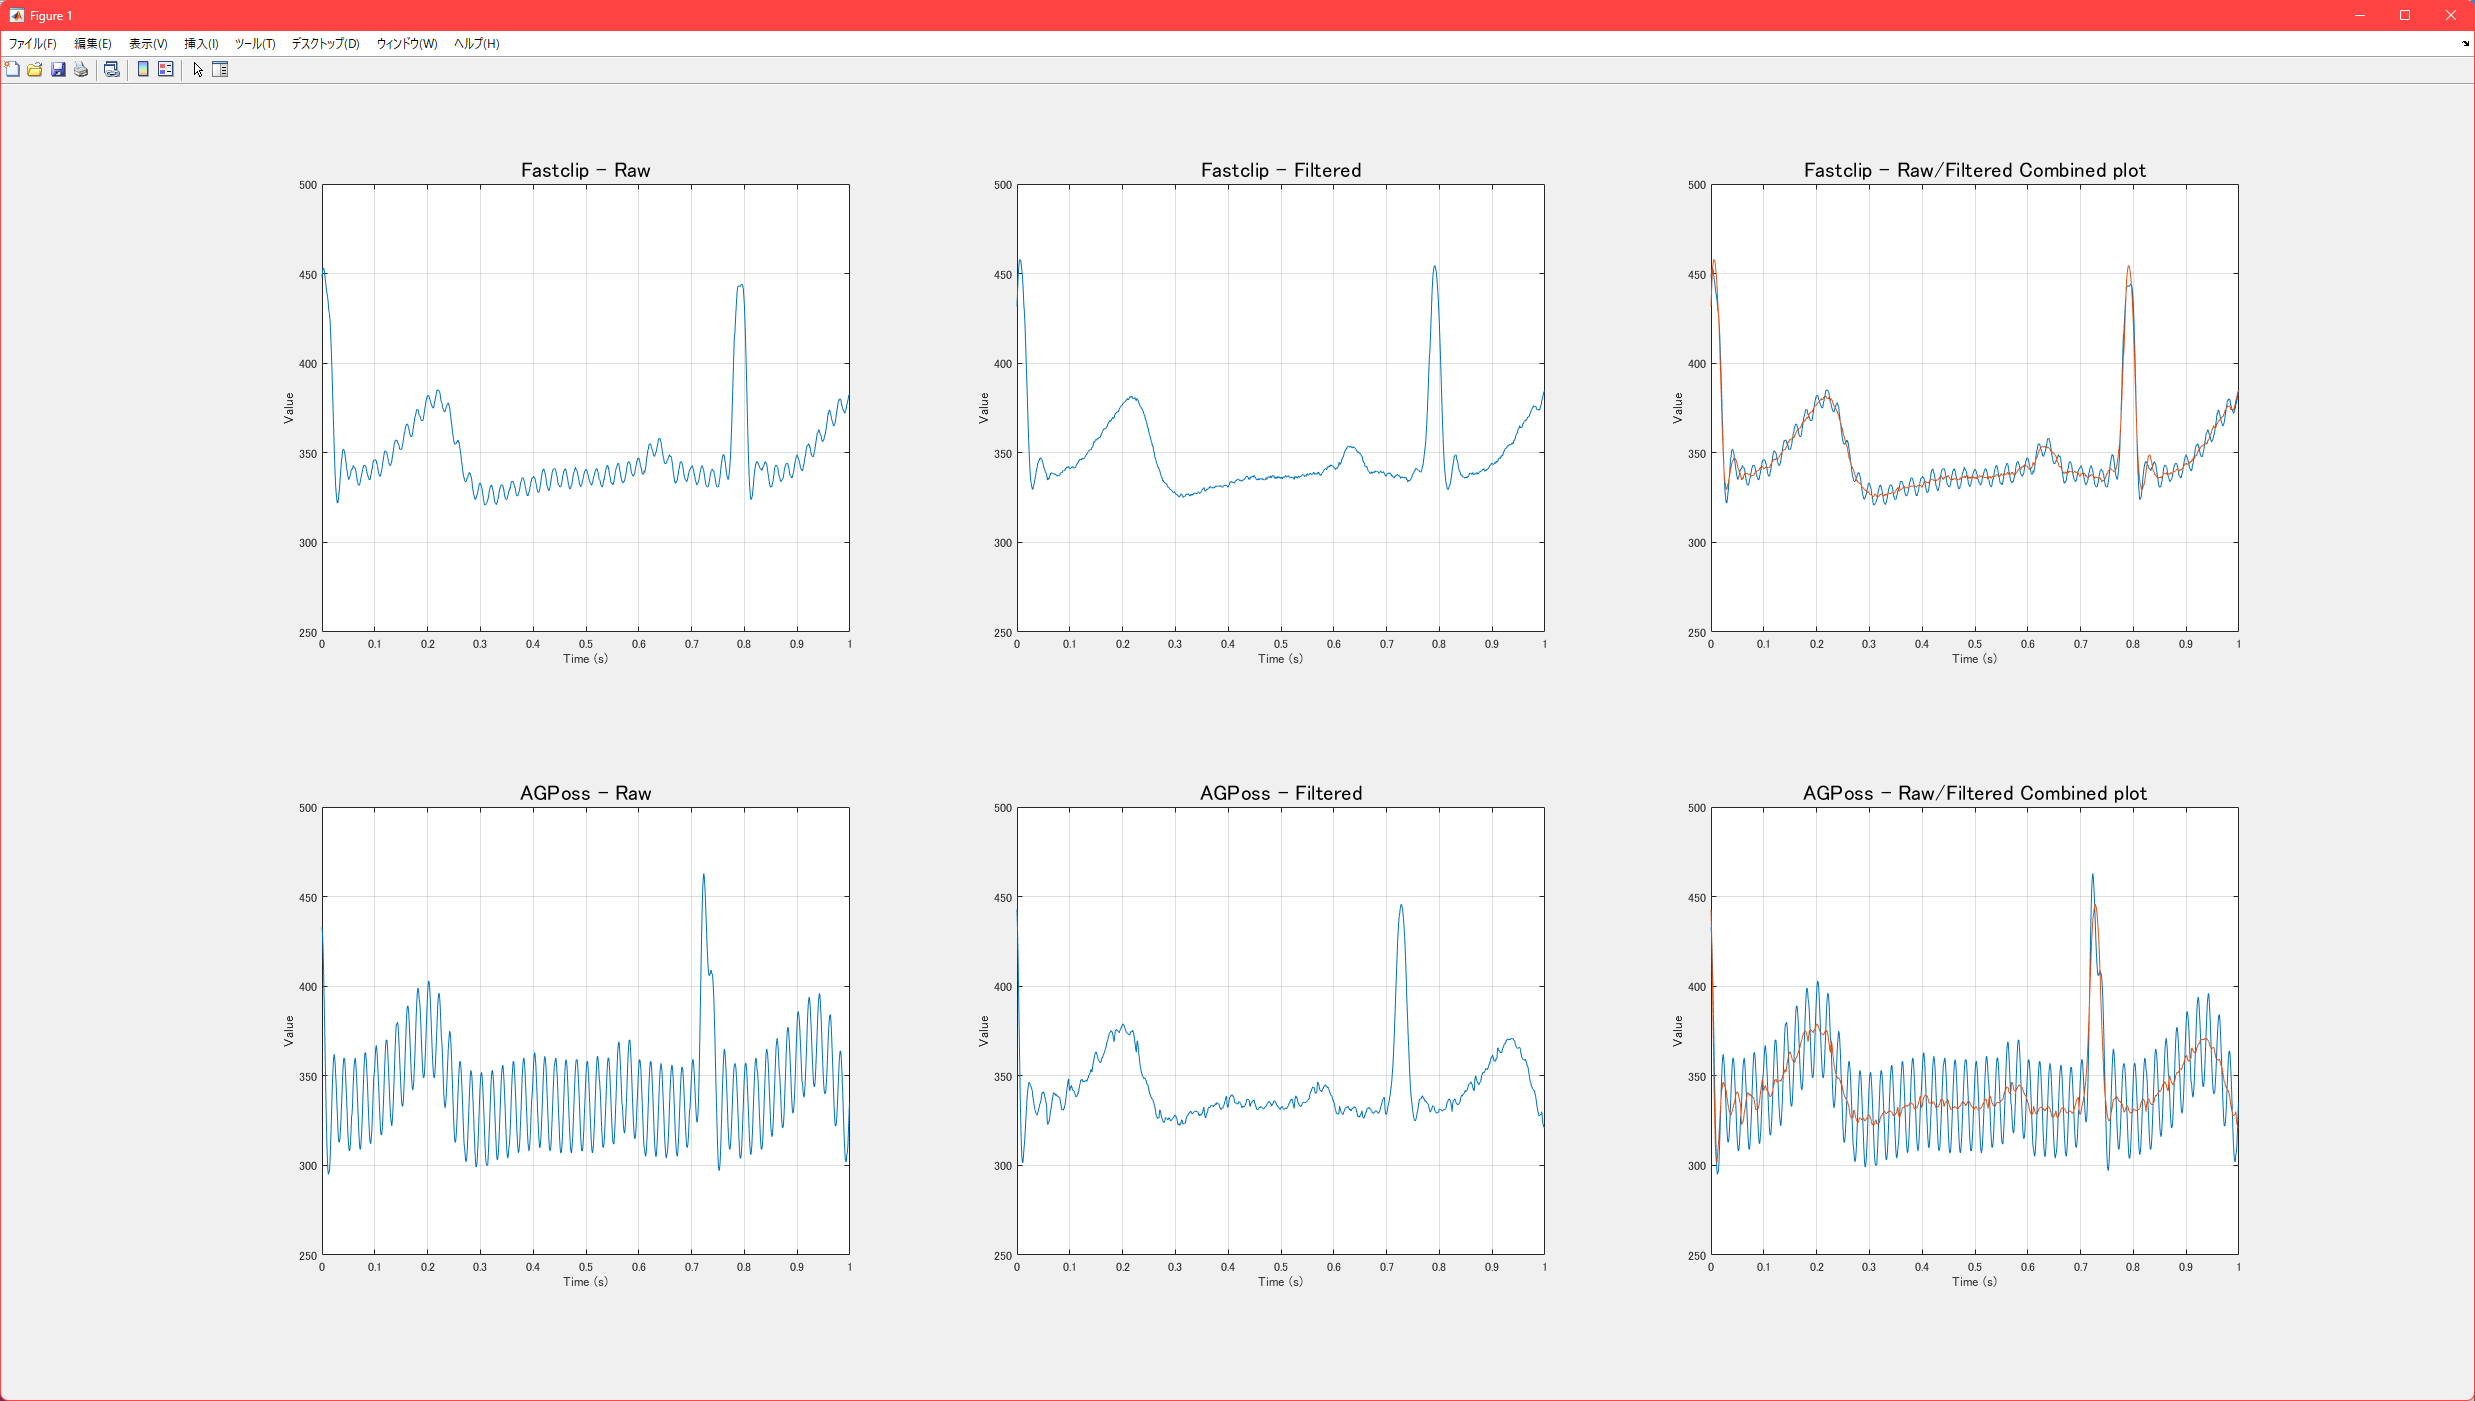 Figure 1
ファイル(F) 編集(E) 表示(V) 挿入(I) ツール(T) デスクトップ(D) ウィンドウ(W) ヘルプ(H)
Fastclip - Raw
500
450
400
350
300
250
Value
0 0.1 0.2 0.3 0.4 0.5 0.6 0.7 0.8 0.9 1
Time (s)
Fastclip - Filtered
500
450
400
350
300
250
Value
0 0.1 0.2 0.3 0.4 0.5 0.6 0.7 0.8 0.9 1
Time (s)
Fastclip - Raw/Filtered Combined plot
500
450
400
350
300
250
Value
0 0.1 0.2 0.3 0.4 0.5 0.6 0.7 0.8 0.9 1
Time (s)
AGPoss - Raw
500
450
400
350
300
250
Value
0 0.1 0.2 0.3 0.4 0.5 0.6 0.7 0.8 0.9 1
Time (s)
AGPoss - Filtered
500
450
400
350
300
250
Value
0 0.1 0.2 0.3 0.4 0.5 0.6 0.7 0.8 0.9 1
Time (s)
AGPoss - Raw/Filtered Combined plot
500
450
400
350
300
250
Value
0 0.1 0.2 0.3 0.4 0.5 0.6 0.7 0.8 0.9 1
Time (s)